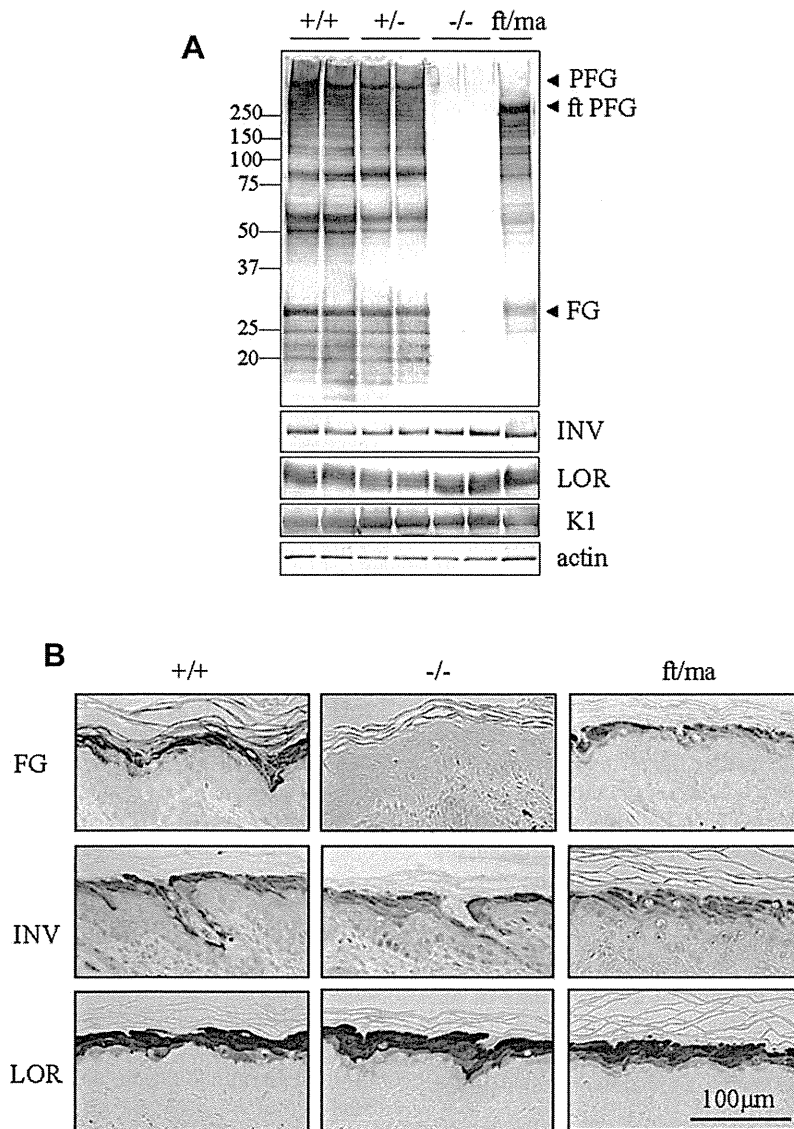 +/+ +/- -/- ft/ma
A
PFG
ft PFG
250
150
100
75
50
37
FG
25
20
INV
LOR
K1
actin
B
+/+ -/- ft/ma
FG
INV
LOR
100μm